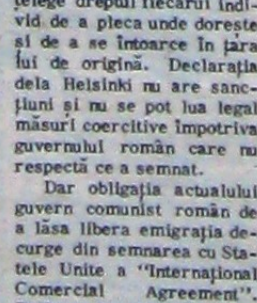 țelege dreptul fiecărui indi-
vid de a pleca unde dorește
și de a se întoarce în țara
lui de origină. Declarația
dela Helsinki nu are sanc-
țiuni și nu se pot lua legal
măsuri coercitive împotriva
guvernului român care nu
respectă ce a semnat.
Dar obligația actualului
guvern comunist român de
a lăsa libera emigrația de-
curge din semnarea cu Sta-
tele Unite a "International
Comercial Agreement".